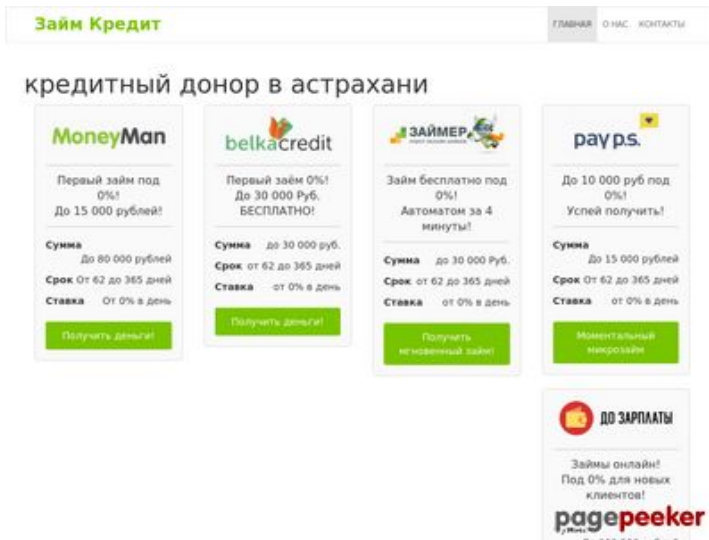 Займ Кредит
ГЛАВНАЯ О НАС КОНТАКТЫ
кредитный донор в астрахани
MoneyMan
Первый займ под
0%!
До 15 000 рублей!
Сумма
До 80 000 рублей
Срок От 62 до 365 дней
Ставка От 0% в день
Получить деньги!
belkacredit
Первый заём 0%!
До 30 000 Руб.
БЕСПЛАТНО!
Сумма до 30 000 руб.
Срок от 62 до 365 дней
Ставка от 0% в день
Получить деньги!
ЗАЙМЕР
Займ бесплатно под
0%!
Автоматом за 4
минуты!
Сумма до 30 000 Руб.
Срок от 62 до 365 дней
Ставка от 0% в день
Получить
мгновенный займ!
pay p.s.
До 10 000 руб под
0%!
Успей получить!
Сумма
До 15 000 рублей
Срок От 62 до 365 дней
Ставка От 0% в день
Моментальный
микрозайм
ДО ЗАРПЛАТЫ
Займы онлайн!
Под 0% для новых
клиентов!
pagepeeker